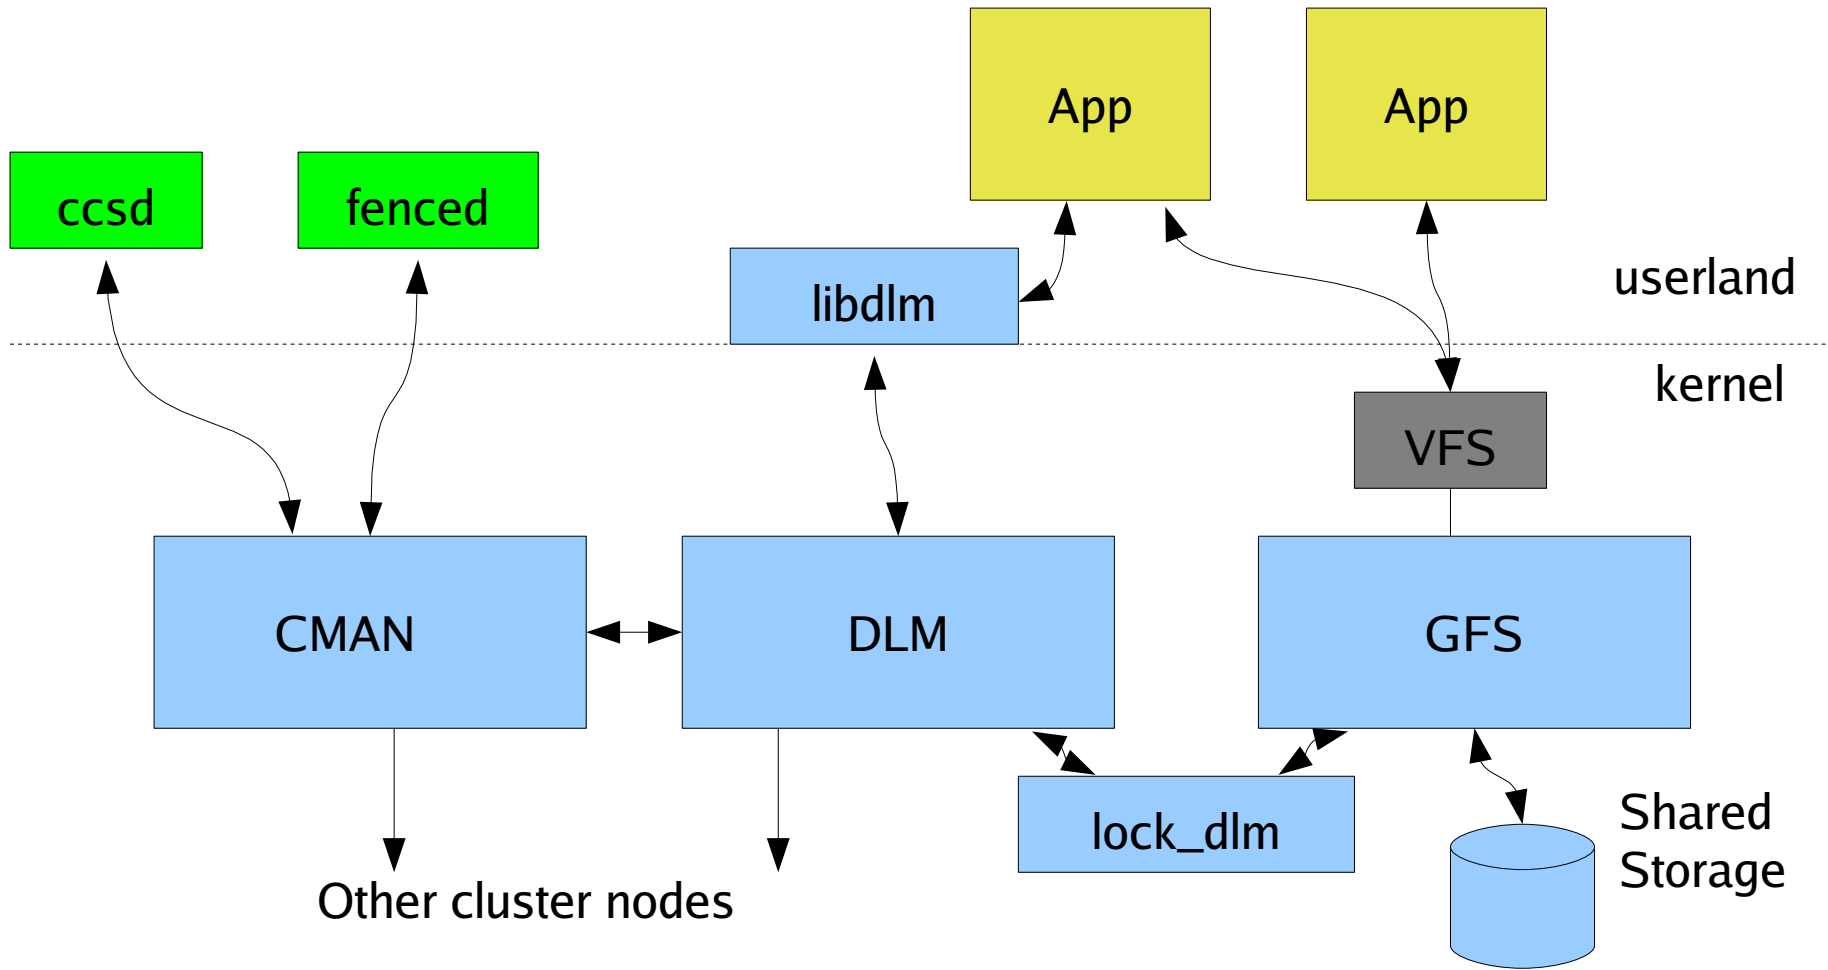 App
App
ccsd
fenced
userland
libdlm
kernel
VFS
CMAN
DLM
GFS
Shared
Storage
lock_dlm
Other cluster nodes